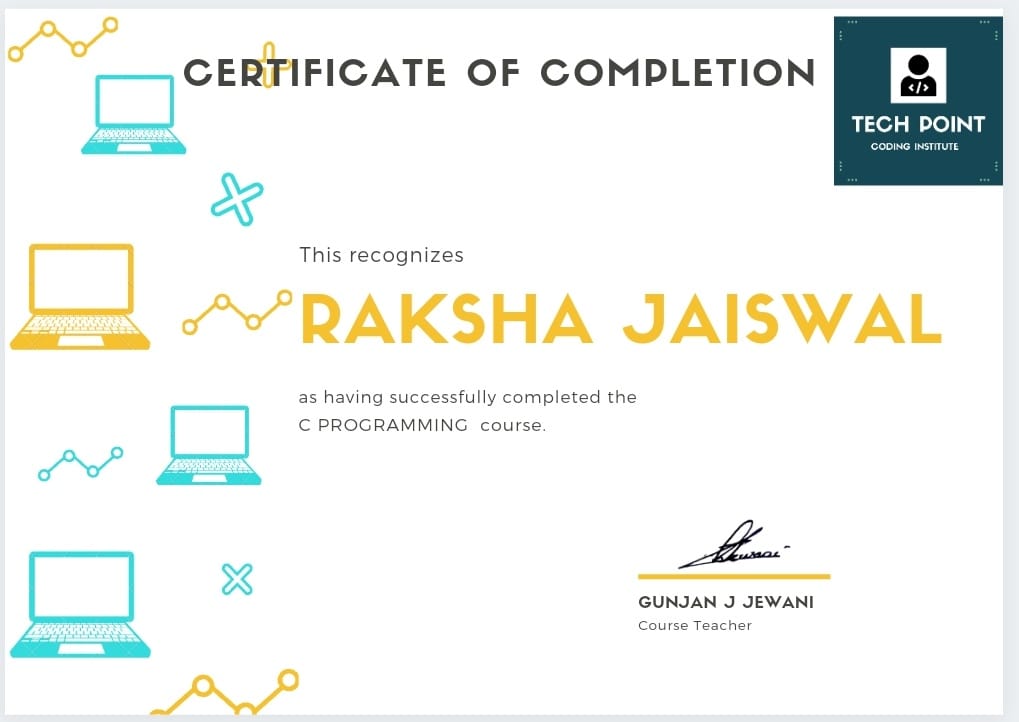 CERTIFICATE OF COMPLETION
</>
TECH POINT
CODING INSTITUTE
This recognizes
RAKSHA JAISWAL
as having successfully completed the
C PROGRAMMING course.
GUNJAN J JEWANI
Course Teacher